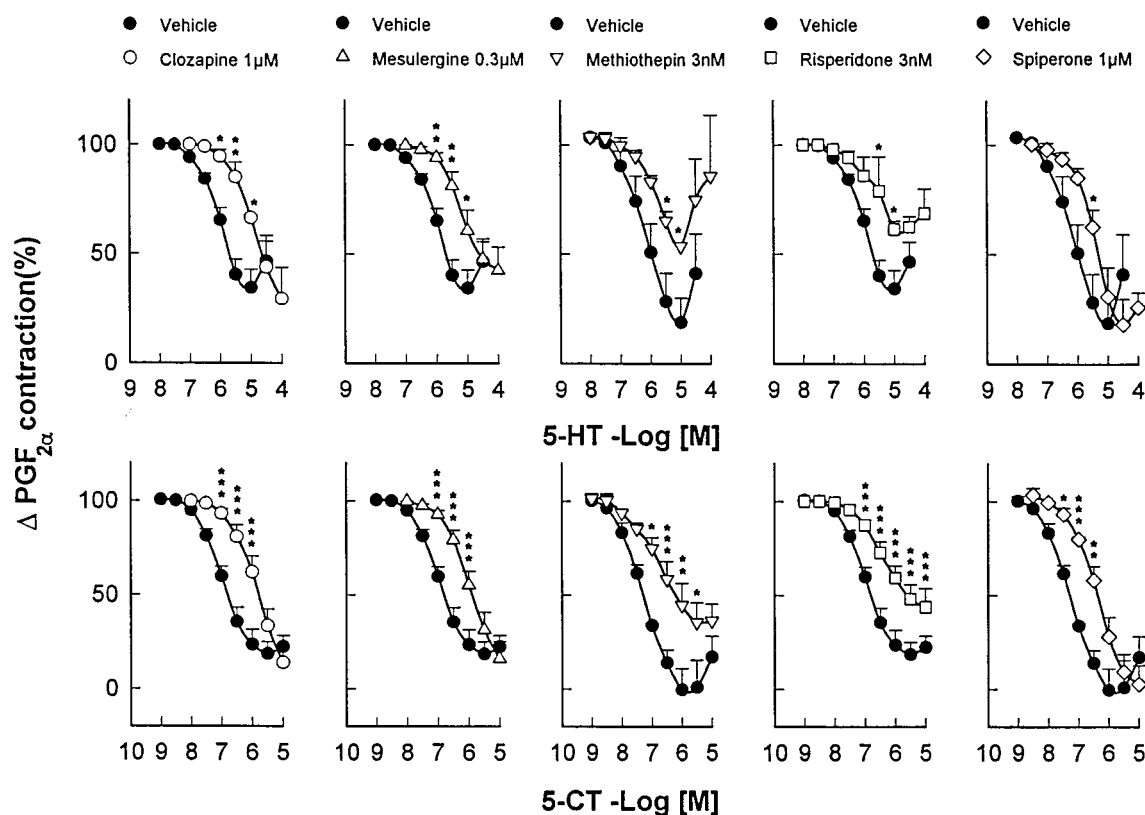 Vehicle Vehicle Vehicle Vehicle Vehicle
Clozapine 1μM Mesulergine 0.3μM Methiothepin 3nM Risperidone 3nM Spiperone 1μM
Δ PGF2α contraction(%)
100
50
0
9 8 7 6 5 4 9 8 7 6 5 4 9 8 7 6 5 4 9 8 7 6 5 4 9 8 7 6 5 4
5-HT -Log [M]
100
50
0
10 9 8 7 6 5 10 9 8 7 6 5 10 9 8 7 6 5 10 9 8 7 6 5 10 9 8 7 6 5
5-CT -Log [M]